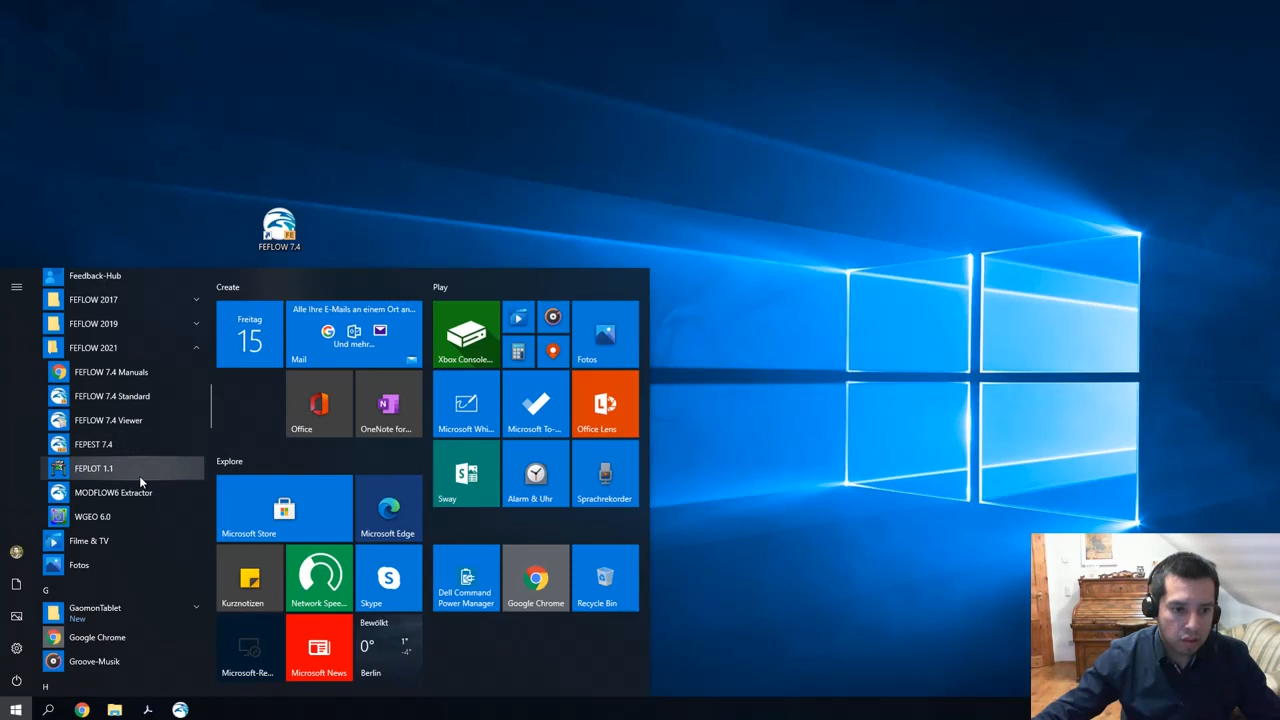 FEFLOW 7.4
Feedback-Hub
FEFLOW 2017
FEFLOW 2019
FEFLOW 2021
FEFLOW 7.4 Manuals
FEFLOW 7.4 Standard
FEFLOW 7.4 Viewer
FEPEST 7.4
FEPLOT 1.1
MODFLOW6 Extractor
WGEO 6.0
Filme & TV
Fotos
G
GaomonTablet
New
Google Chrome
Groove-Musik
H
Create
Freitag
15
Alle Ihre E-Mails an einem Ort an...
Und mehr...
Mail
Office
OneNote for...
Explore
Microsoft Store
Microsoft Edge
Kurznotizen
Network Spee...
Skype
Microsoft-Re...
Microsoft News
Bewölkt
0°
1°
-4°
Berlin
Play
Xbox Console...
Fotos
Microsoft Whi...
Microsoft To-...
Office Lens
Sway
Alarm & Uhr
Sprachrekorder
Dell Command
Power Manager
Google Chrome
Recycle Bin